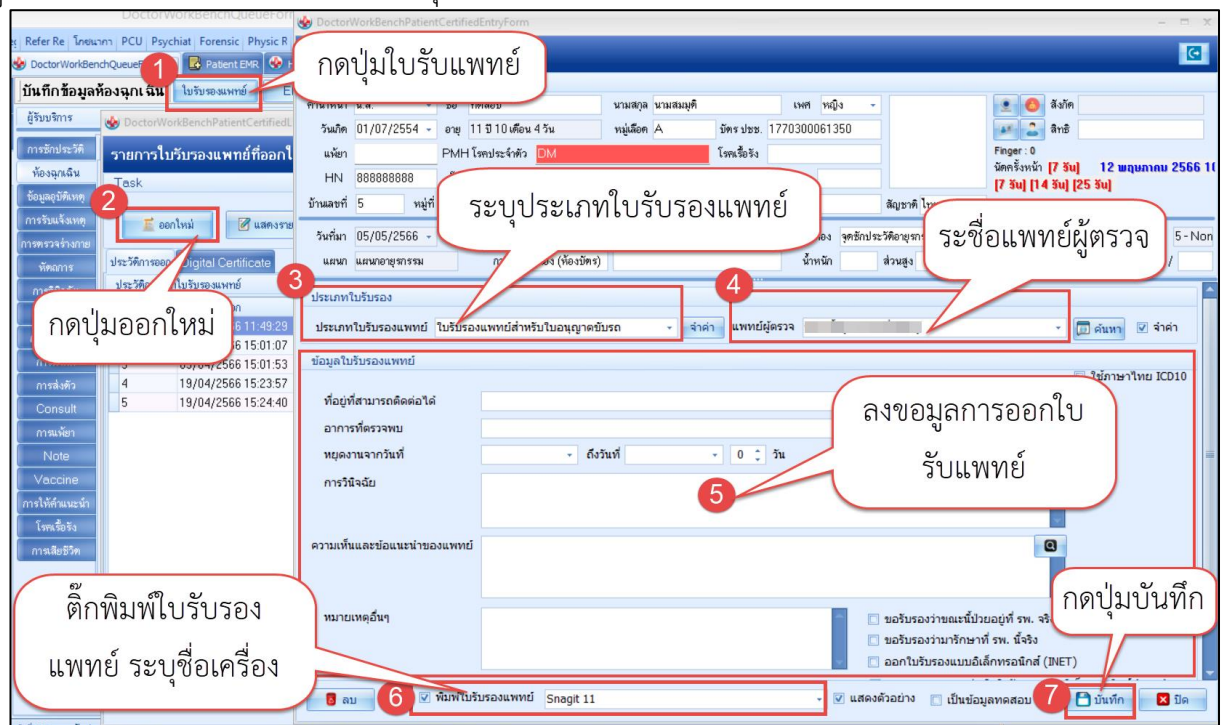 DoctorWorkBenchQueueForm
DoctorWorkBenchPatientCertifiedEntryForm
Refer Re โภชนาการ PCU Psychiat Forensic Physic R
DoctorWorkBenchQueueF
Patient EMR
1
กดปุ่มใบรับแพทย์
บันทึกข้อมูลห้องฉุกเฉิน
ใบรับรองแพทย์
ผู้รับบริการ
DoctorWorkBenchPatientCertifiedL
คำนำหน้า น.ส. ชื่อ ทดสอบ นามสกุล นามสมมุติ เพศ หญิง สังกัด
วันเกิด 01/07/2554 อายุ 11 ปี 10 เดือน 4 วัน หมู่เลือด A บัตร ปชช. 1770300061350 สิทธิ
แพ้ยา PMH โรคประจำตัว DM โรคเรื้อรัง Finger : 0
HN 888888888
นัดครั้งหน้า [7 วัน] 12 พฤษภาคม 2566
[7 วัน] [14 วัน] [25 วัน]
บ้านเลขที่ 5 หมู่ที่ สัญชาติ
ระบุประเภทใบรับรองแพทย์
ระชื่อแพทย์ผู้ตรวจ
วันที่มา 05/05/2566 5 - Non
แผนก แผนกอายุรกรรม (ห้องบัตร) น้ำหนัก ส่วนสูง /
การซักประวัติ
ห้องฉุกเฉิน
ข้อมูลอุบัติเหตุ
การรับแจ้งเหตุ
การตรวจร่างกาย
หัตถการ
รายการใบรับรองแพทย์ที่ออกใ
Task
2
ออกใหม่
แสดงราย
ประวัติการออก
Digital Certificate
ใบรับรองแพทย์
กดปุ่มออกใหม่
11:49:29
15:01:07
15:01:53
4 19/04/2566 15:23:57
5 19/04/2566 15:24:40
การส่งตัว
Consult
การแพ้ยา
Note
Vaccine
การให้คำแนะนำ
โรคเรื้อรัง
การเสียชีวิต
3
ประเภทใบรับรอง
ประเภทใบรับรองแพทย์ ใบรับรองแพทย์สำหรับใบอนุญาตขับรถ จำค่า
4
แพทย์ผู้ตรวจ ค้นหา จำค่า
ข้อมูลใบรับรองแพทย์
ใช้ภาษาไทย ICD10
ที่อยู่ที่สามารถติดต่อได้
อาการที่ตรวจพบ
หยุดงานจากวันที่ ถึงวันที่ 0 วัน
การวินิจฉัย
5
ลงขอมูลการออกใบ
รับแพทย์
ความเห็นและข้อแนะนำของแพทย์
หมายเหตุอื่นๆ
ขอรับรองว่าขณะนี้ป่วยอยู่ที่ รพ. จริง
ขอรับรองว่ามารักษาที่ รพ. นี้จริง
ออกใบรับรองแบบอิเล็กทรอนิกส์ (INET)
กดปุ่มบันทึก
ติ๊กพิมพ์ใบรับรอง
แพทย์ ระบุชื่อเครื่อง
ลบ
6
พิมพ์ใบรับรองแพทย์ Snagit 11
แสดงตัวอย่าง
เป็นข้อมูลทดสอบ
7
บันทึก
ปิด